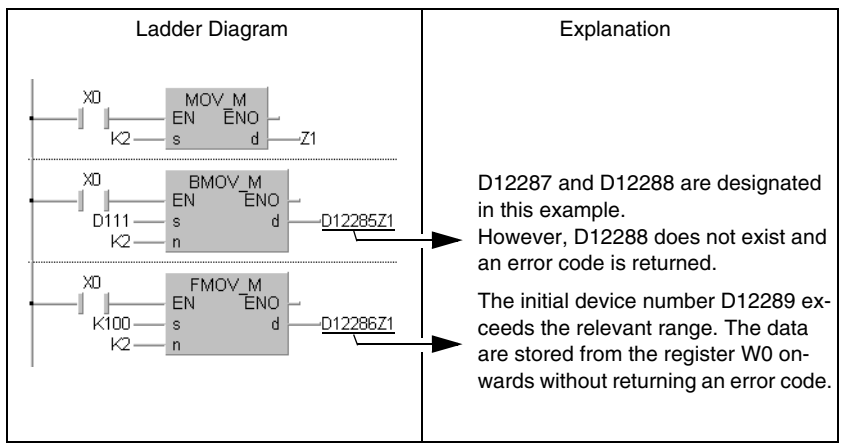 Ladder Diagram
Explanation
X0
MOV_M
EN ENO
K2 s d Z1
X0
BMOV_M
EN ENO
D111 s d D12285Z1
K2 n
D12287 and D12288 are designated
in this example.
However, D12288 does not exist and
an error code is returned.
X0
FMOV_M
EN ENO
K100 s d D12286Z1
K2 n
The initial device number D12289 ex-
ceeds the relevant range. The data
are stored from the register W0 on-
wards without returning an error code.